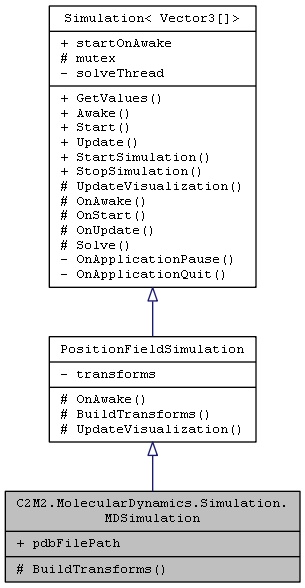 Simulation< Vector3[]>
+ startOnAwake
# mutex
- solveThread
+ GetValues()
+ Awake()
+ Start()
+ Update()
+ StartSimulation()
+ StopSimulation()
# UpdateVisualization()
# OnAwake()
# OnStart()
# OnUpdate()
# Solve()
- OnApplicationPause()
- OnApplicationQuit()
PositionFieldSimulation
- transforms
# OnAwake()
# BuildTransforms()
# UpdateVisualization()
C2M2.MolecularDynamics.Simulation.
MDSimulation
+ pdbFilePath
# BuildTransforms()